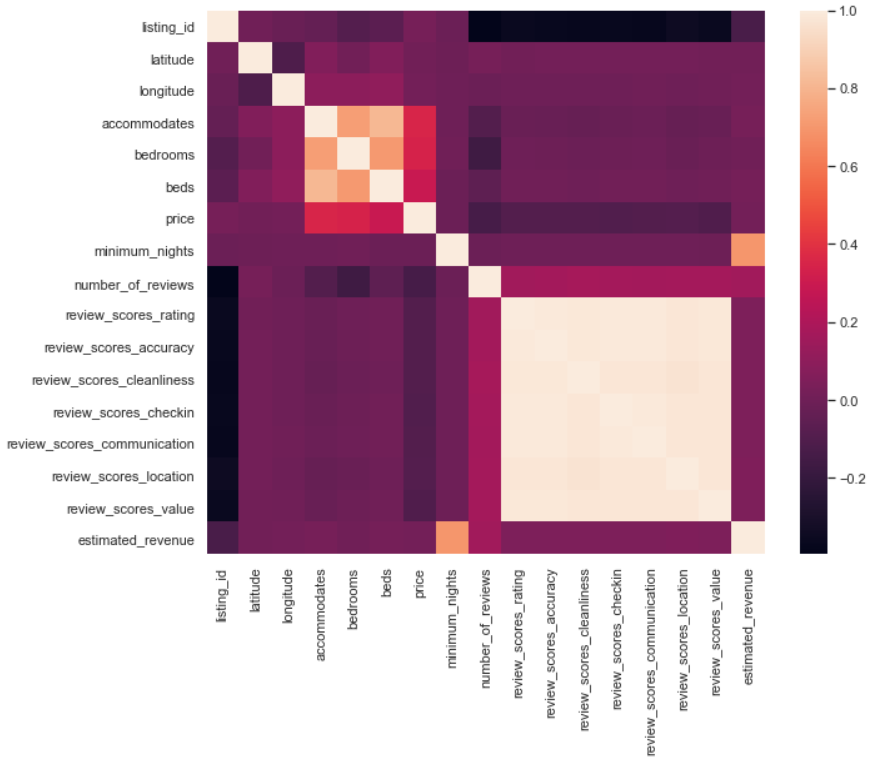 listing_id
latitude
longitude
accommodates
bedrooms
beds
price
minimum_nights
number_of_reviews
review_scores_rating
review_scores_accuracy
review_scores_cleanliness
review_scores_checkin
review_scores_communication
review_scores_location
review_scores_value
estimated_revenue
1.0
0.8
0.6
0.4
0.2
0.0
−0.2
listing_id
latitude
longitude
accommodates
bedrooms
beds
price
minimum_nights
number_of_reviews
review_scores_rating
review_scores_accuracy
review_scores_cleanliness
review_scores_checkin
review_scores_communication
review_scores_location
review_scores_value
estimated_revenue